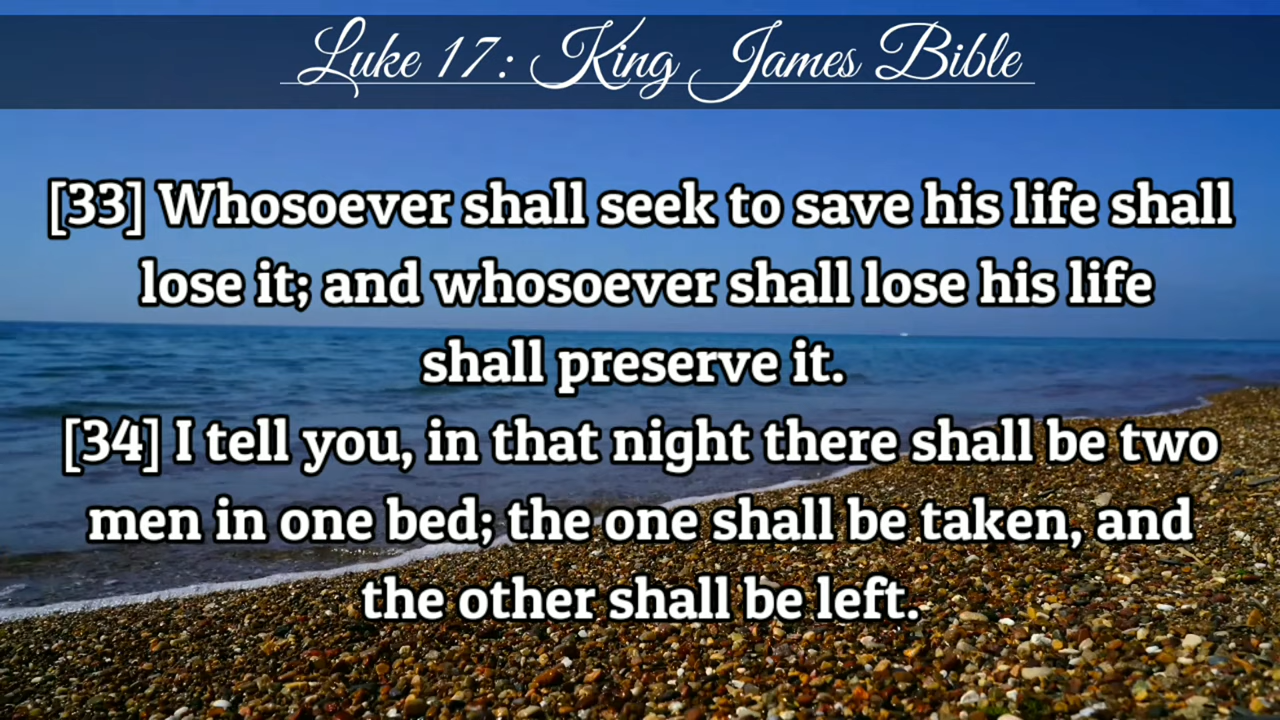 Luke 17: King James Bible
[33] Whosoever shall seek to save his life shall
lose it; and whosoever shall lose his life
shall preserve it.
[34] I tell you, in that night there shall be two
men in one bed; the one shall be taken, and
the other shall be left.